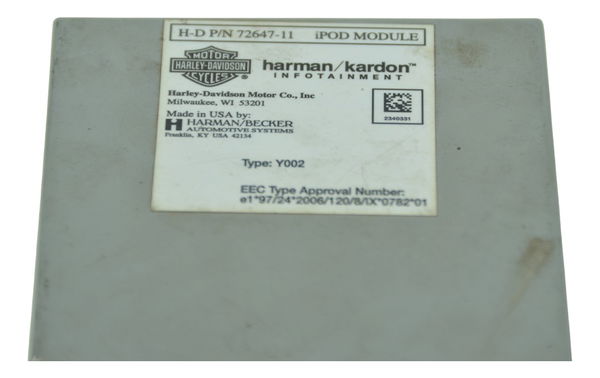 H-D P/N 72647-11 iPOD MODULE
MOTOR
HARLEY-DAVIDSON
CYCLES ®
harman/kardon™
INFOTAINMENT
Harley-Davidson Motor Co., Inc
Milwaukee, WI 53201
2340331
Made in USA by:
HARMAN/BECKER
AUTOMOTIVE SYSTEMS
Franklin, KY USA 42134
Type: Y002
EEC Type Approval Number:
e1*97/24*2006/120/8/IX*0782*01